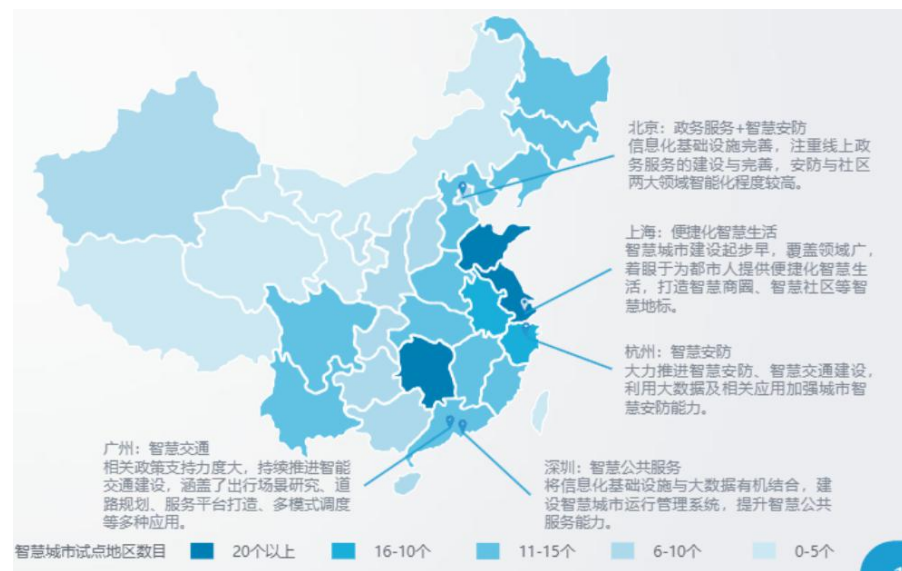 北京：政务服务+智慧安防
信息化基础设施完善，注重线上政
务服务的建设与完善，安防与社区
两大领域智能化程度较高。
上海：便捷化智慧生活
智慧城市建设起步早，覆盖领域广，
着眼于为都市人提供便捷化智慧生
活，打造智慧商圈、智慧社区等智
慧地标。
杭州：智慧安防
大力推进智慧安防、智慧交通建设，
利用大数据及相关应用加强城市智
慧安防能力。
广州：智慧交通
相关政策支持力度大，持续推进智能
交通建设，涵盖了出行场景研究、道
路规划、服务平台打造、多模式调度
等多种应用。
深圳：智慧公共服务
将信息化基础设施与大数据有机结合，建
设智慧城市运行管理系统，提升智慧公共
服务能力。
智慧城市试点地区数目 20个以上 16-10个 11-15个 6-10个 0-5个